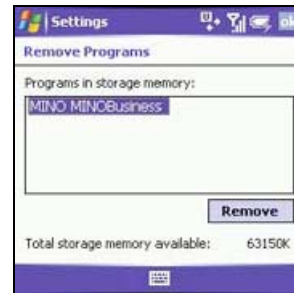 Settings
ok
Remove Programs
Programs in storage memory:
MINO MINOBusiness
Remove
Total storage memory available: 63150K